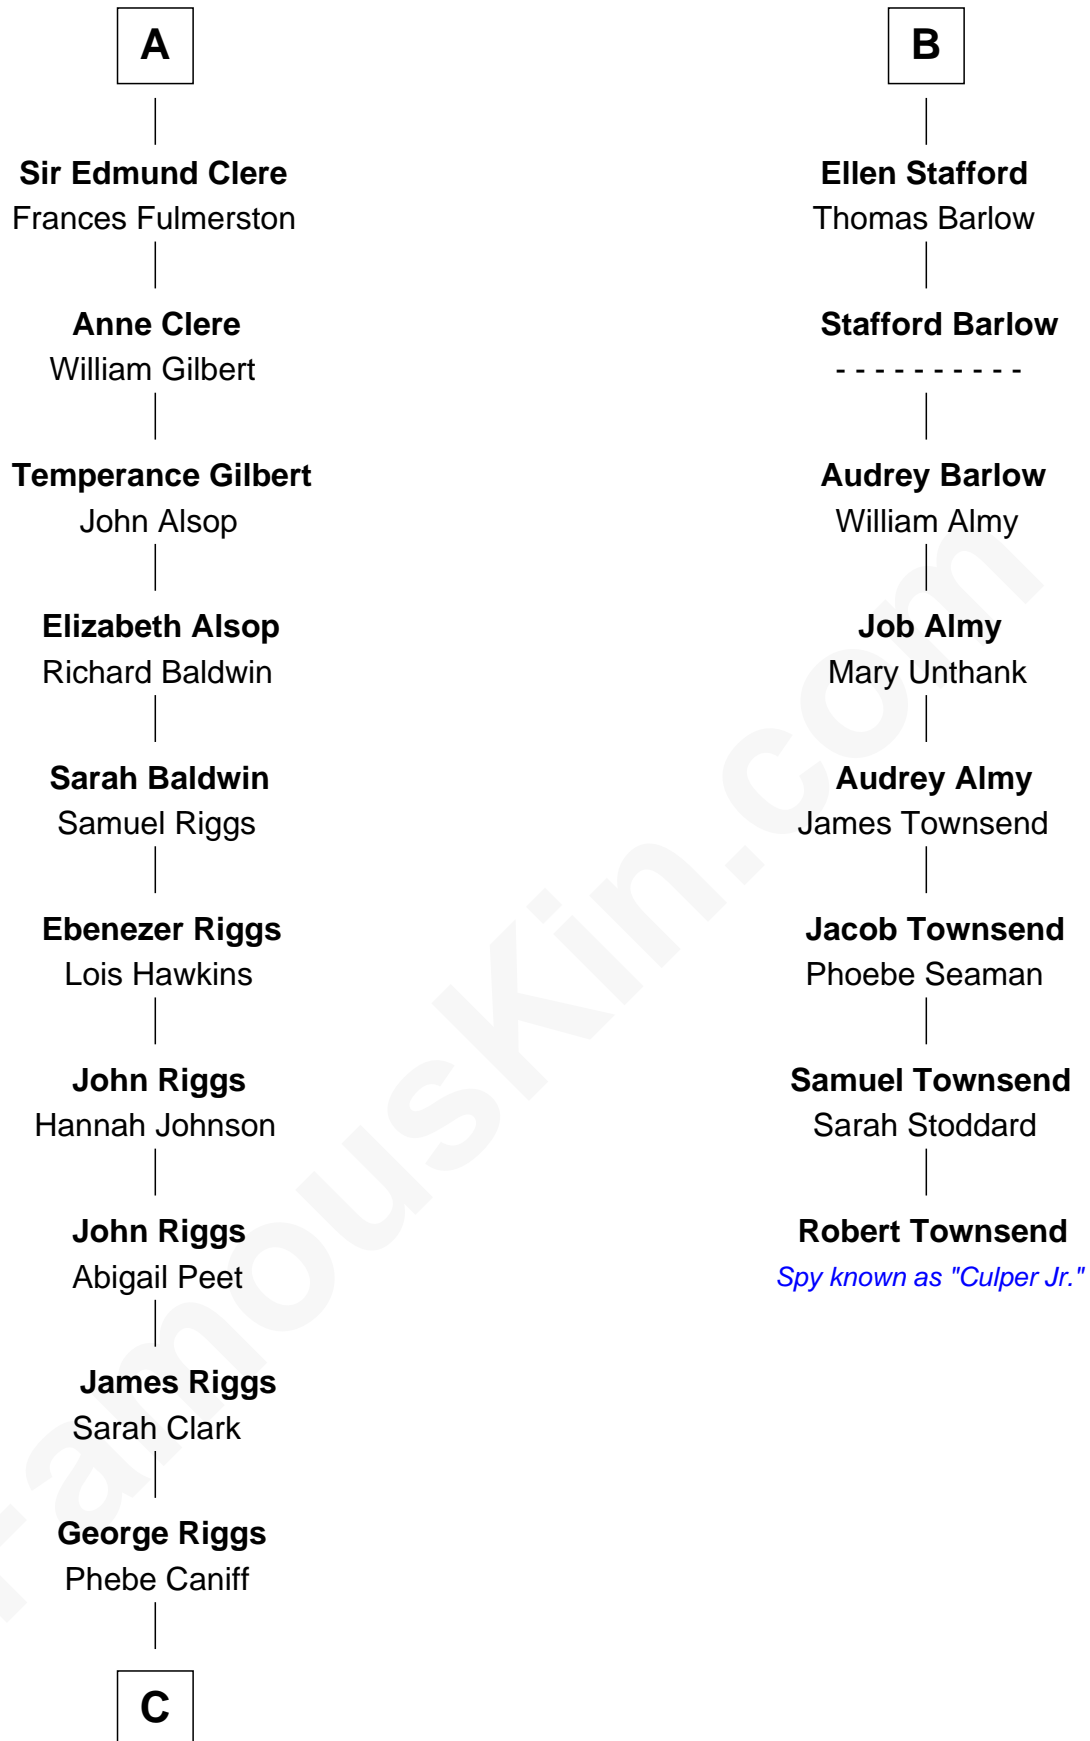 A
Sir Edmund Clere
Frances Fulmerston
Anne Clere
William Gilbert
Temperance Gilbert
John Alsop
Elizabeth Alsop
Richard Baldwin
Sarah Baldwin
Samuel Riggs
Ebenezer Riggs
Lois Hawkins
John Riggs
Hannah Johnson
John Riggs
Abigail Peet
James Riggs
Sarah Clark
George Riggs
Phebe Caniff
C
B
Ellen Stafford
Thomas Barlow
Stafford Barlow
- - - - - - - - - -
Audrey Barlow
William Almy
Job Almy
Mary Unthank
Audrey Almy
James Townsend
Jacob Townsend
Phoebe Seaman
Samuel Townsend
Sarah Stoddard
Robert Townsend
Spy known as "Culper Jr."
FamousKin.com